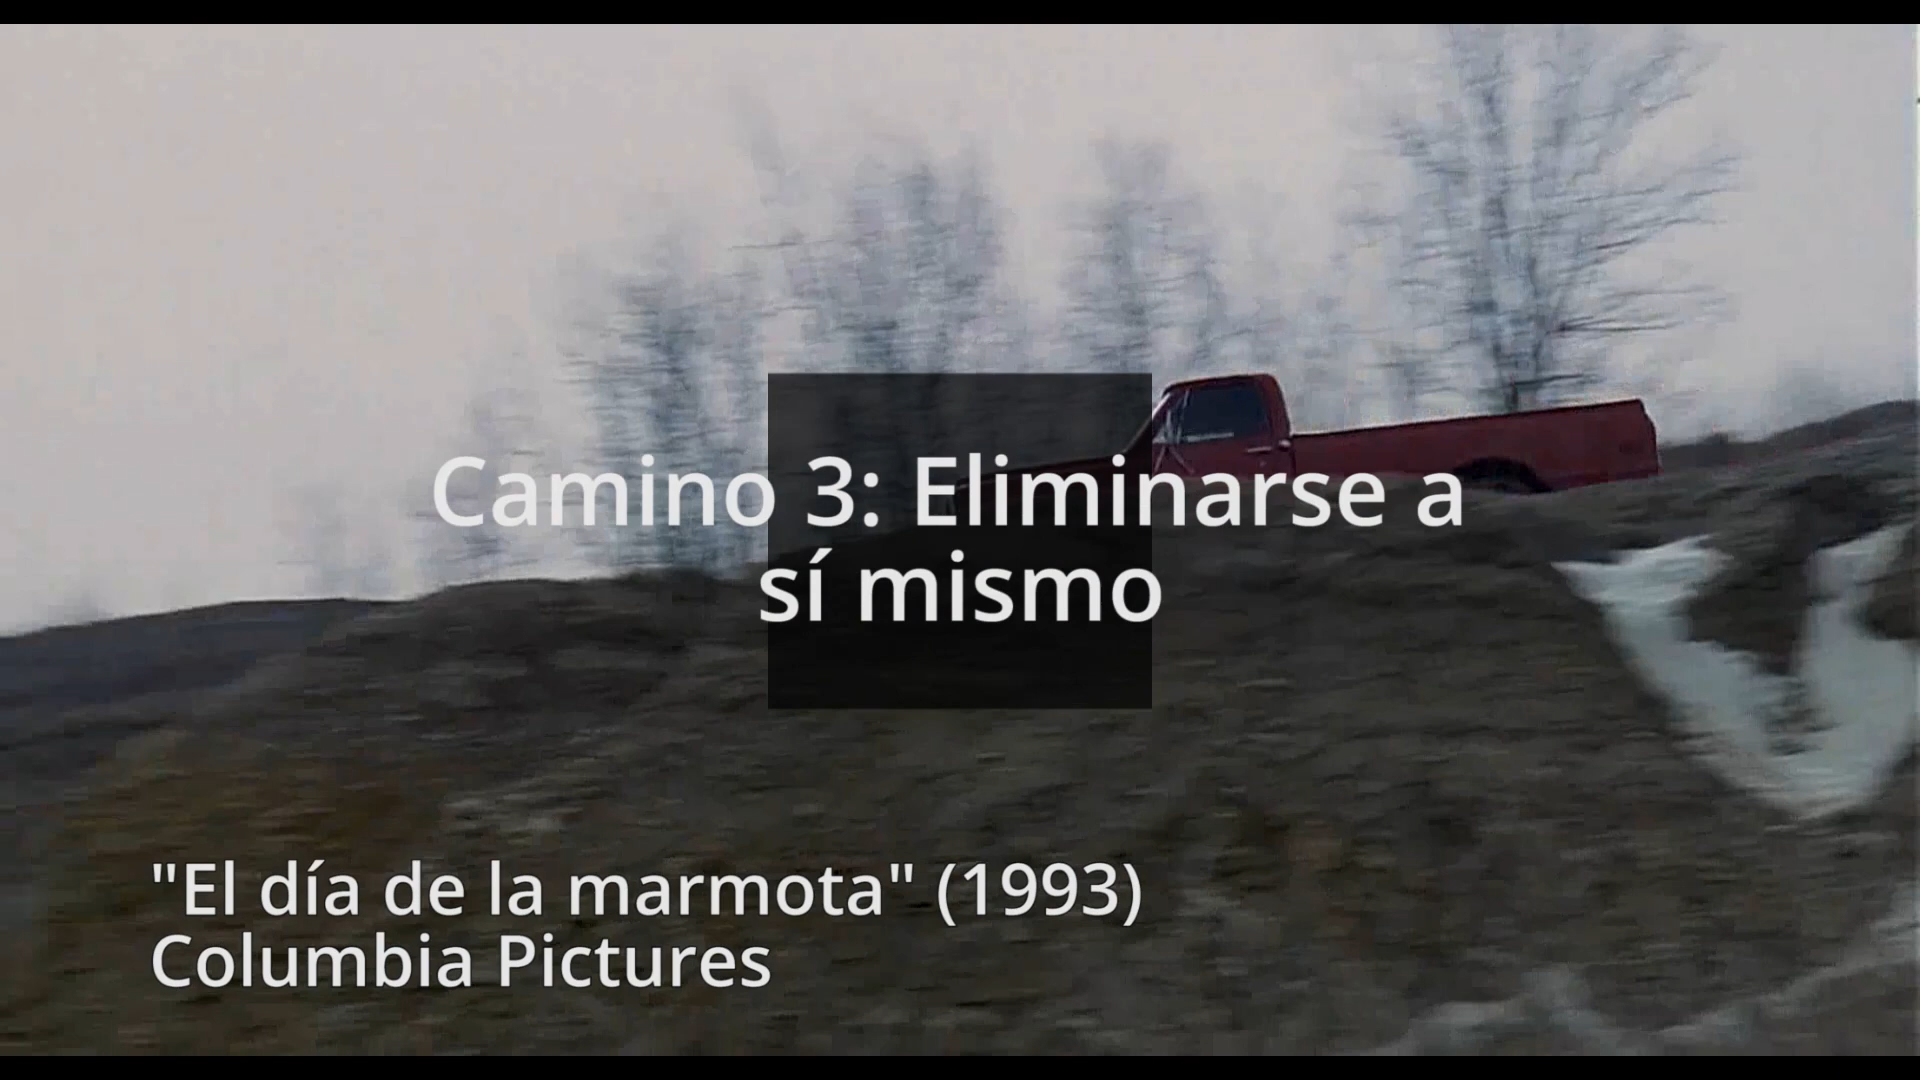 Camino 3: Eliminarse a
sí mismo
"El día de la marmota" (1993)
Columbia Pictures